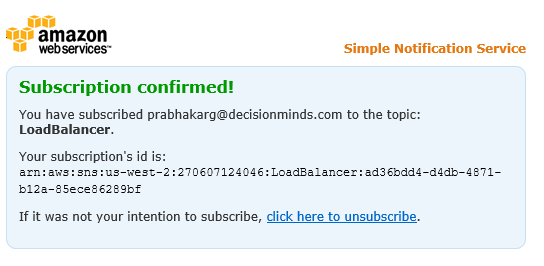 amazon
webservices™
Simple Notification Service
Subscription confirmed!
You have subscribed prabhakarg@decisionminds.com to the topic:
LoadBalancer.
Your subscription's id is:
arn:aws:sns:us-west-2:270607124046:LoadBalancer:ad36bdd4-d4db-4871-
b12a-85ece86289bf
If it was not your intention to subscribe, click here to unsubscribe.